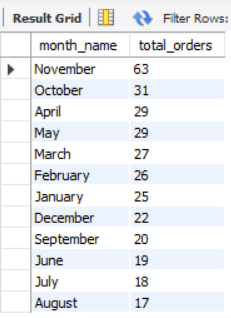 Result Grid Filter Rows:
month_name total_orders
November 63
October 31
April 29
May 29
March 27
February 26
January 25
December 22
September 20
June 19
July 18
August 17